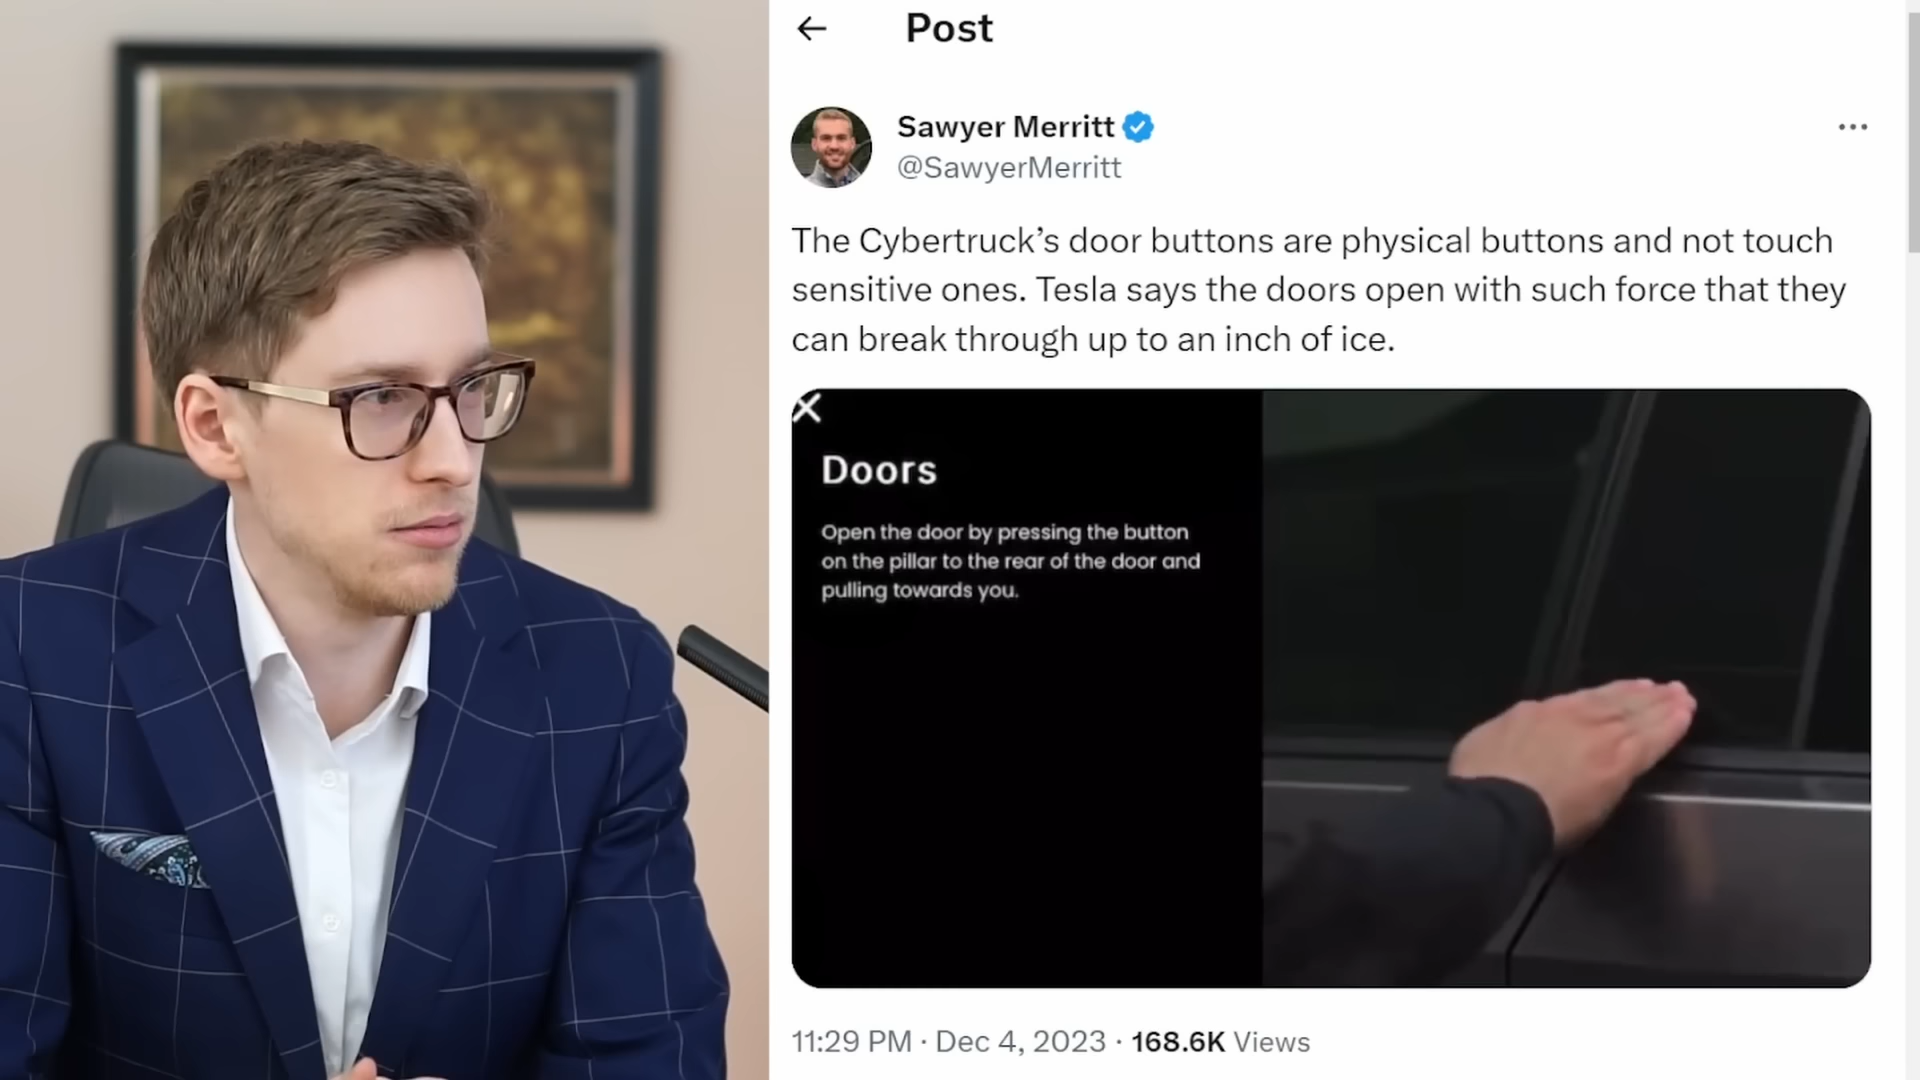 Post
Sawyer Merritt
@SawyerMerritt
The Cybertruck’s door buttons are physical buttons and not touch
sensitive ones. Tesla says the doors open with such force that they
can break through up to an inch of ice.
Doors
Open the door by pressing the button
on the pillar to the rear of the door and
pulling towards you.
11:29 PM · Dec 4, 2023 · 168.6K Views